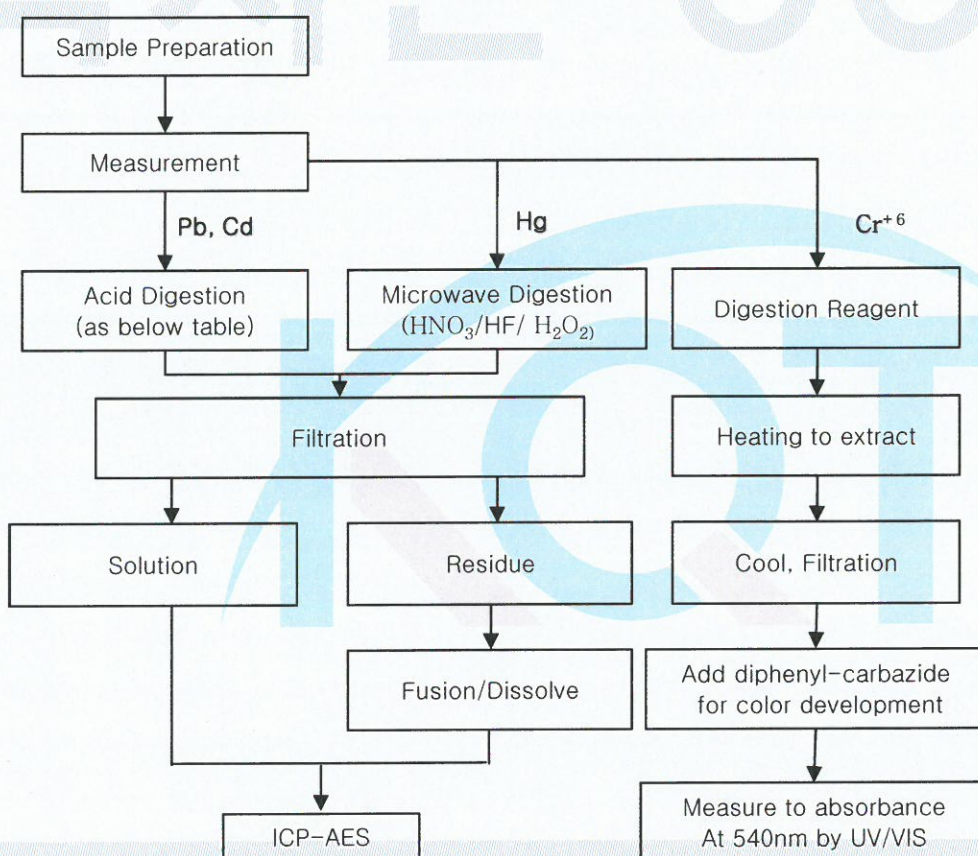 Sample Preparation
Measurement
Pb, Cd
Hg
Cr⁺⁶
Acid Digestion
(as below table)
Microwave Digestion
(HNO₃/HF/ H₂O₂)
Digestion Reagent
Filtration
Heating to extract
Solution
Residue
Cool, Filtration
Fusion/Dissolve
Add diphenyl-carbazide
for color development
ICP-AES
Measure to absorbance
At 540nm by UV/VIS